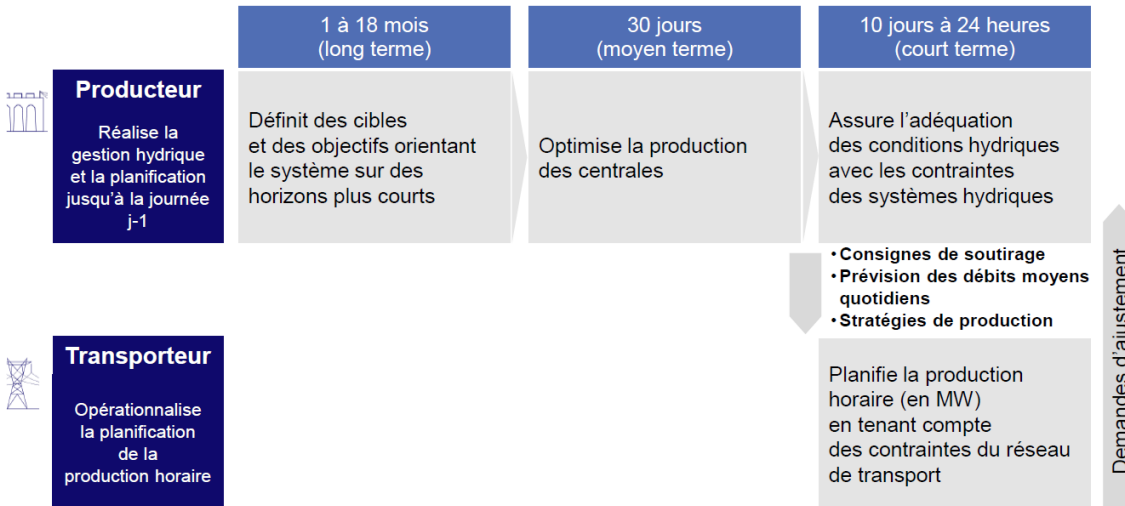 1 à 18 mois
(long terme)
30 jours
(moyen terme)
10 jours à 24 heures
(court terme)
Producteur
Réalise la
gestion hydrique
et la planification
jusqu'à la journée
j-1
Définit des cibles
et des objectifs orientant
le système sur des
horizons plus courts
Optimise la production
des centrales
Assure l'adéquation
des conditions hydriques
avec les contraintes
des systèmes hydriques
• Consignes de soutirage
• Prévision des débits moyens
quotidiens
• Stratégies de production
Transporteur
Opérationnalise
la planification
de la
production horaire
Planifie la production
horaire (en MW)
en tenant compte
des contraintes du réseau
de transport
Demandes d'ajustement